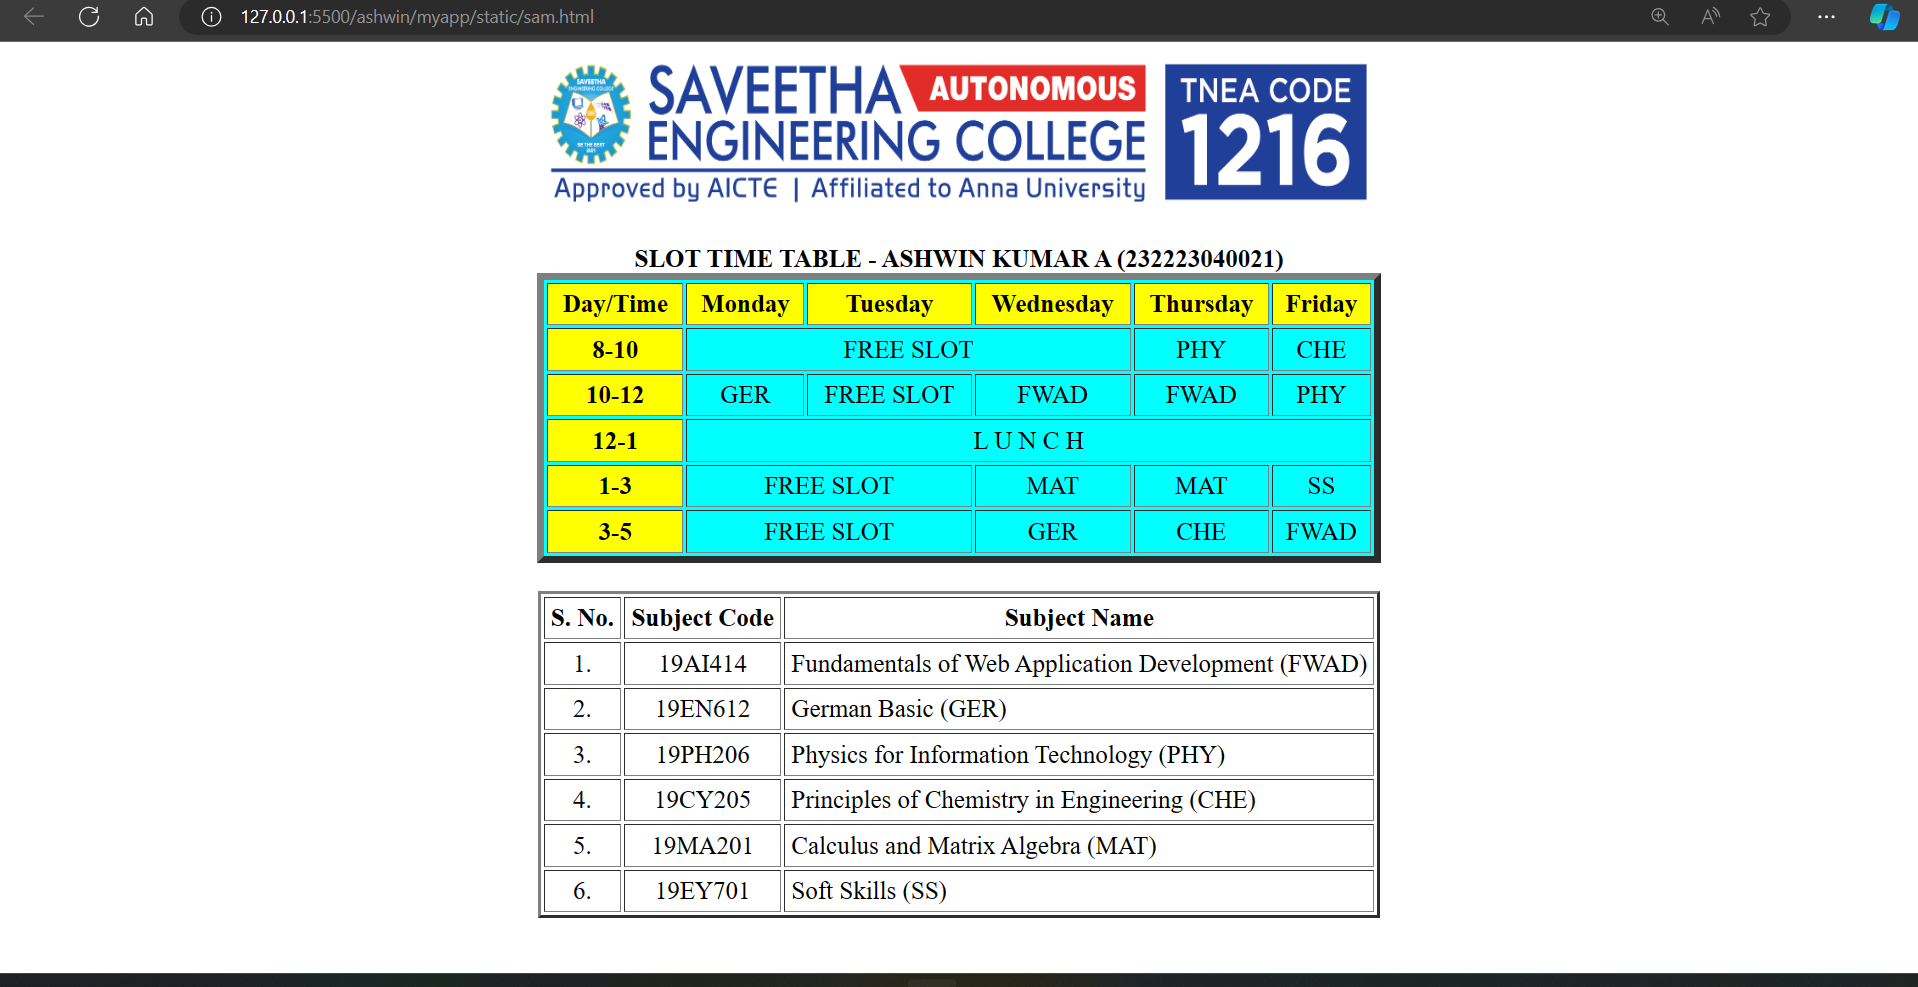 127.0.0.1:5500/ashwin/myapp/static/sam.html
SAVEETHA AUTONOMOUS
ENGINEERING COLLEGE
Approved by AICTE | Affiliated to Anna University
TNEA CODE
1216
SAVEETHA
ENGINEERING COLLEGE
BE THE BEST
2001
SLOT TIME TABLE - ASHWIN KUMAR A (232223040021)
Day/Time Monday Tuesday Wednesday Thursday Friday
8-10 FREE SLOT PHY CHE
10-12 GER FREE SLOT FWAD FWAD PHY
12-1 L U N C H
1-3 FREE SLOT MAT MAT SS
3-5 FREE SLOT GER CHE FWAD
S. No. Subject Code Subject Name
1. 19AI414 Fundamentals of Web Application Development (FWAD)
2. 19EN612 German Basic (GER)
3. 19PH206 Physics for Information Technology (PHY)
4. 19CY205 Principles of Chemistry in Engineering (CHE)
5. 19MA201 Calculus and Matrix Algebra (MAT)
6. 19EY701 Soft Skills (SS)